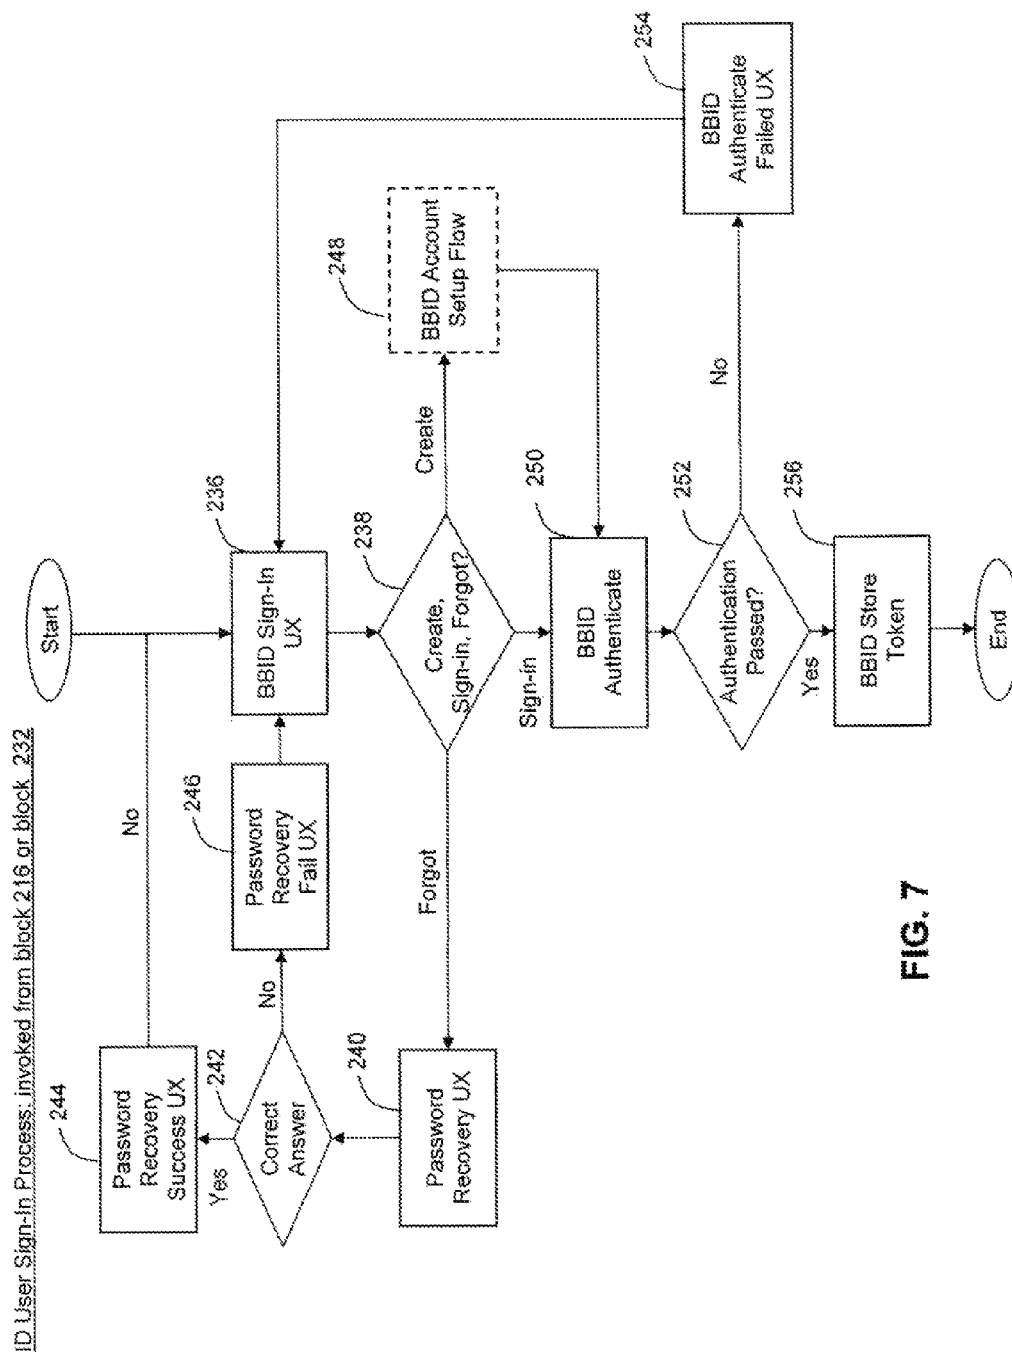 ID User Sign-In Process: invoked from block 216 or block 232
Start
No
244
Password
Recovery
Success UX
Yes
242
Correct
Answer
No
246
Password
Recovery
Fail UX
236
BBID Sign-In
UX
240
Password
Recovery UX
Forgot
238
Create,
Sign-in, Forgot?
Create
248
BBID Account
Setup Flow
Sign-in
250
BBID
Authenticate
252
Authentication
Passed?
No
254
BBID
Authenticate
Failed UX
Yes
256
BBID Store
Token
End
FIG. 7